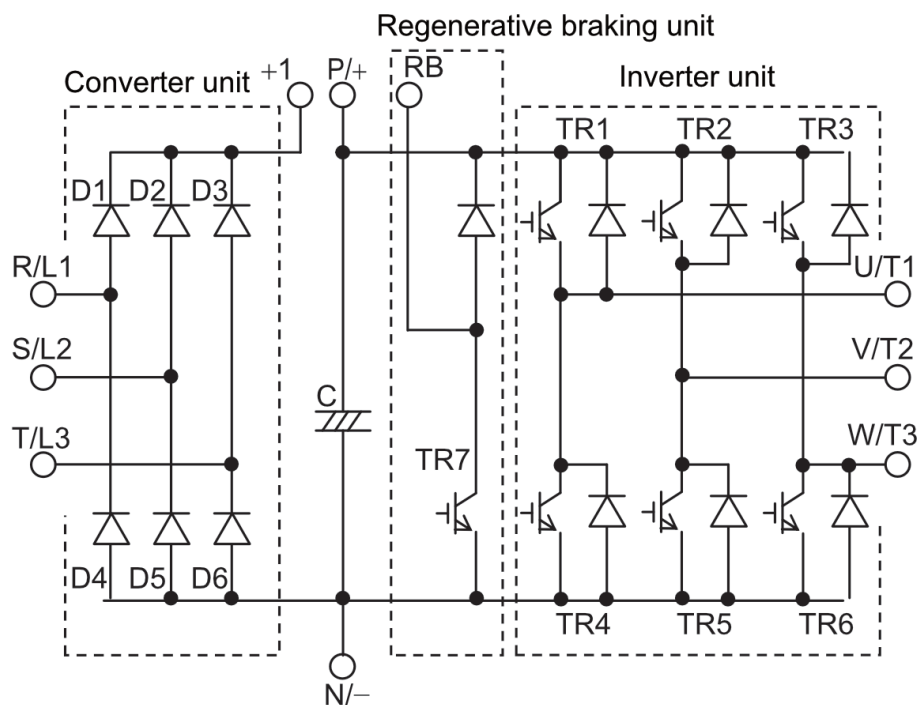 Regenerative braking unit
Converter unit
+1
P/+
RB
Inverter unit
TR1
TR2
TR3
D1
D2
D3
R/L1
U/T1
S/L2
V/T2
C
T/L3
TR7
W/T3
D4
D5
D6
TR4
TR5
TR6
N/−